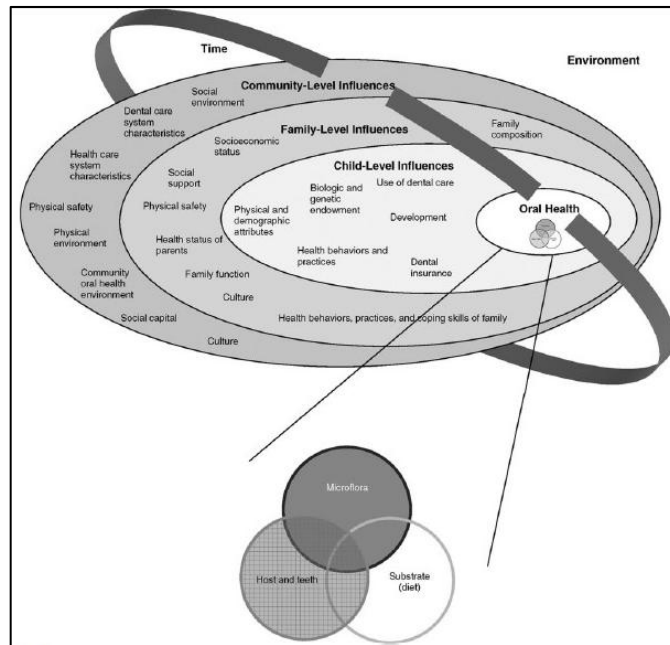 Time
Environment
Community-Level Influences
Social
environment
Dental care
system
characteristics
Health care
system
characteristics
Physical safety
Physical
environment
Community
oral health
environment
Social capital
Culture
Family-Level Influences
Family
composition
Socioeconomic
status
Social
support
Physical safety
Health status of
parents
Family function
Culture
Health behaviors, practices, and coping skills of family
Child-Level Influences
Use of dental care
Biologic and
genetic
endowment
Physical and
demographic
attributes
Development
Health behaviors and
practices
Dental
insurance
Oral Health
Microflora
Host and teeth
Substrate
(diet)